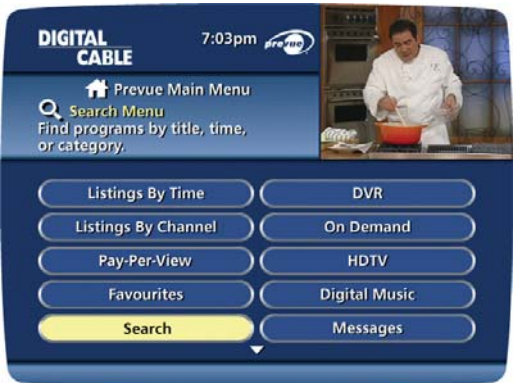 DIGITAL
CABLE
7:03pm
prevue
Prevue Main Menu
Search Menu
Find programs by title, time,
or category.
Listings By Time
DVR
Listings By Channel
On Demand
Pay-Per-View
HDTV
Favourites
Digital Music
Search
Messages